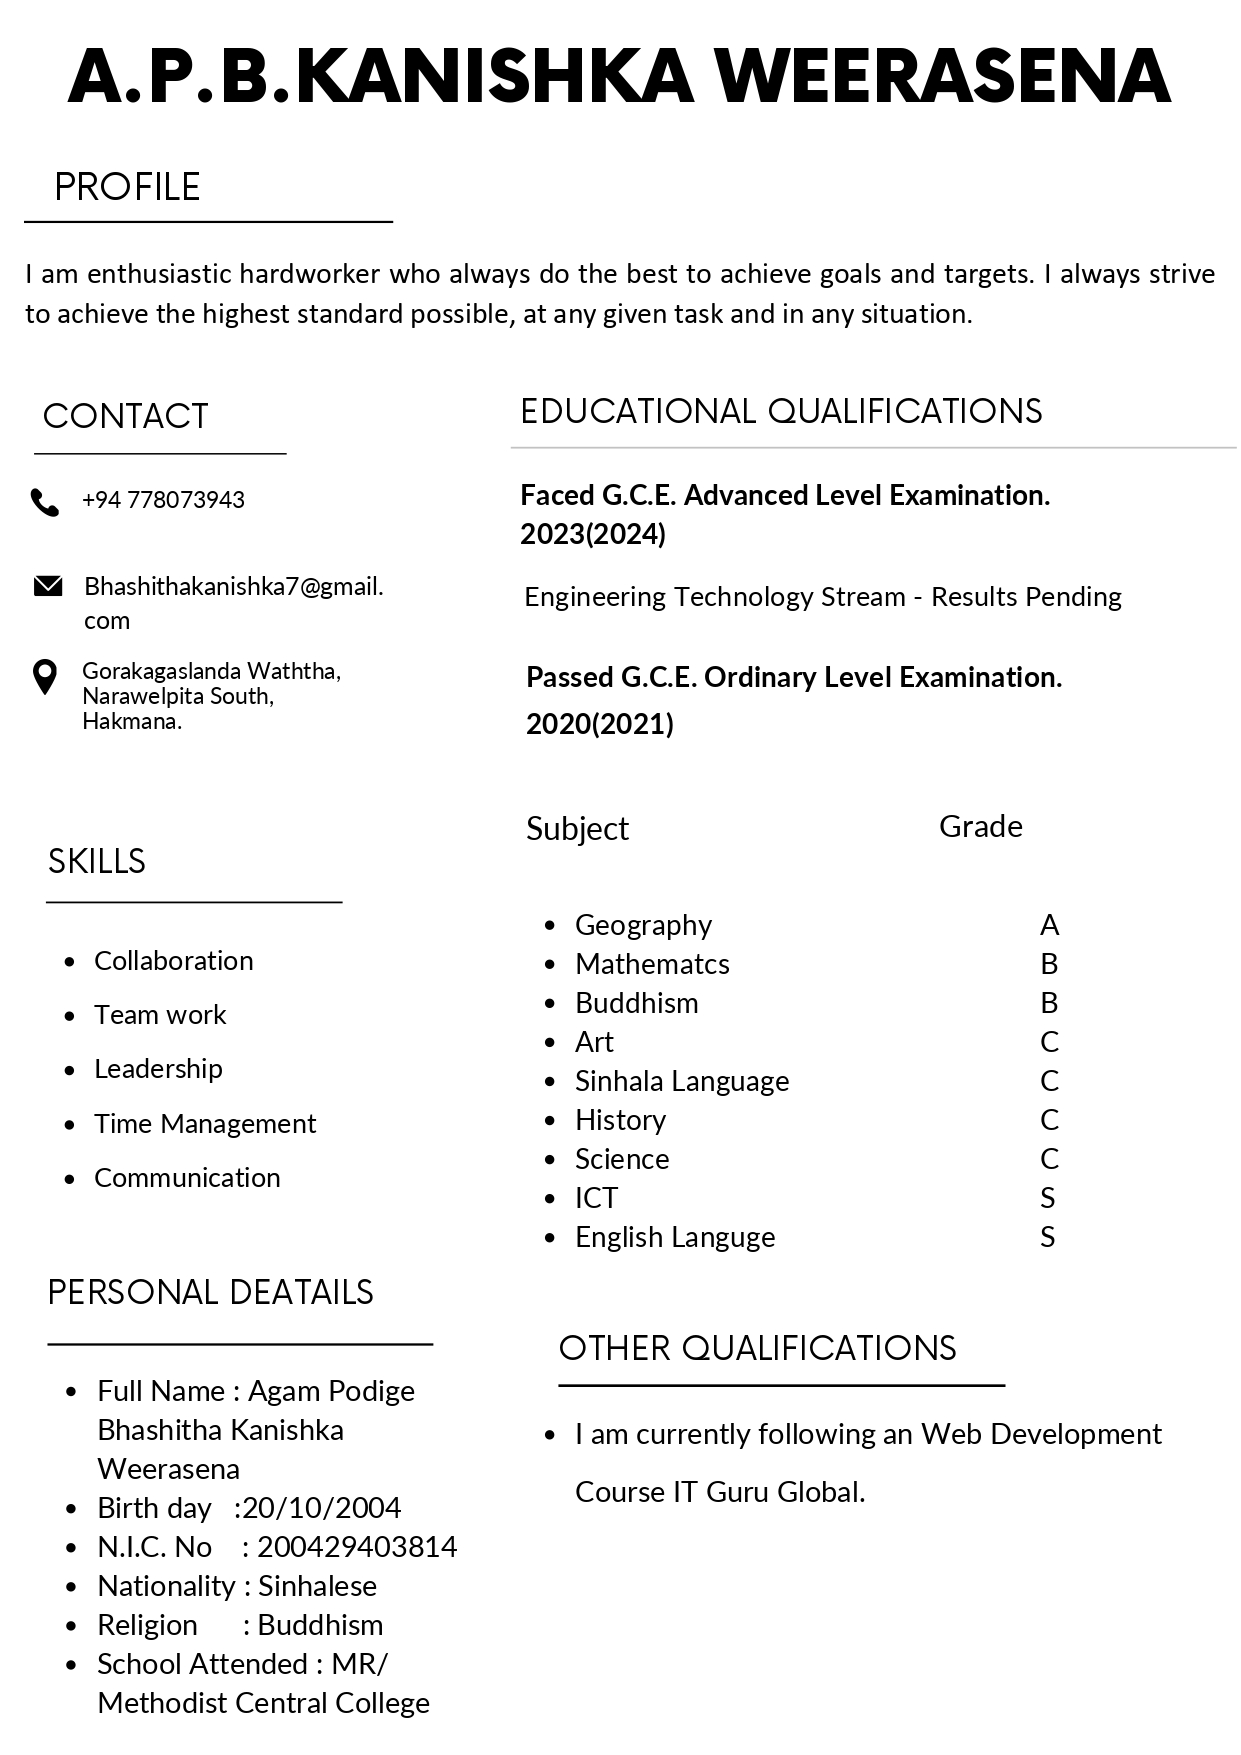 A.P.B.KANISHKA WEERASENA
PROFILE
I am enthusiastic hardworker who always do the best to achieve goals and targets. I always strive
to achieve the highest standard possible, at any given task and in any situation.
CONTACT
+94 778073943
Bhashithakanishka7@gmail.
com
Gorakagaslanda Waththa,
Narawelpita South,
Hakmana.
SKILLS
• Collaboration
• Team work
• Leadership
• Time Management
• Communication
PERSONAL DEATAILS
• Full Name : Agam Podige
Bhashitha Kanishka
Weerasena
• Birth day :20/10/2004
• N.I.C. No : 200429403814
• Nationality : Sinhalese
• Religion : Buddhism
• School Attended : MR/
Methodist Central College
EDUCATIONAL QUALIFICATIONS
Faced G.C.E. Advanced Level Examination.
2023(2024)
Engineering Technology Stream - Results Pending
Passed G.C.E. Ordinary Level Examination.
2020(2021)
Subject Grade
• Geography A
• Mathematcs B
• Buddhism B
• Art C
• Sinhala Language C
• History C
• Science C
• ICT S
• English Languge S
OTHER QUALIFICATIONS
• I am currently following an Web Development
Course IT Guru Global.